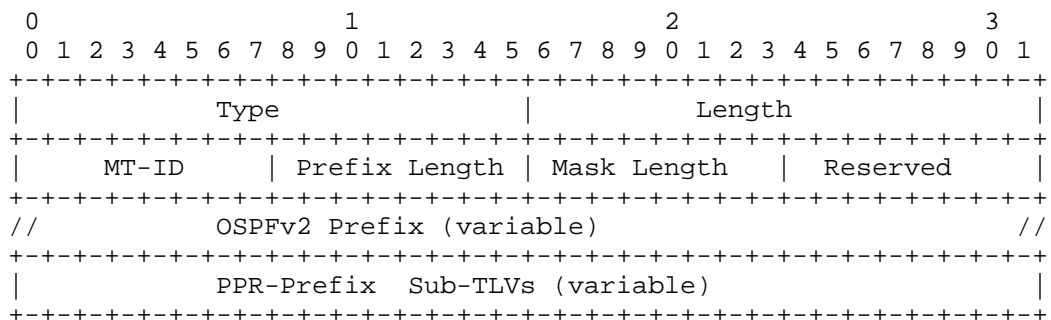 0                   1                   2                   3
 0 1 2 3 4 5 6 7 8 9 0 1 2 3 4 5 6 7 8 9 0 1 2 3 4 5 6 7 8 9 0 1
+-+-+-+-+-+-+-+-+-+-+-+-+-+-+-+-+-+-+-+-+-+-+-+-+-+-+-+-+-+-+-+-+
|            Type               |          Length               |
+-+-+-+-+-+-+-+-+-+-+-+-+-+-+-+-+-+-+-+-+-+-+-+-+-+-+-+-+-+-+-+-+
|     MT-ID     | Prefix Length | Mask Length   |  Reserved     |
+-+-+-+-+-+-+-+-+-+-+-+-+-+-+-+-+-+-+-+-+-+-+-+-+-+-+-+-+-+-+-+-+
//           OSPFv2 Prefix (variable)                          //
+-+-+-+-+-+-+-+-+-+-+-+-+-+-+-+-+-+-+-+-+-+-+-+-+-+-+-+-+-+-+-+-+
|            PPR-Prefix  Sub-TLVs (variable)                    |
+-+-+-+-+-+-+-+-+-+-+-+-+-+-+-+-+-+-+-+-+-+-+-+-+-+-+-+-+-+-+-+-+